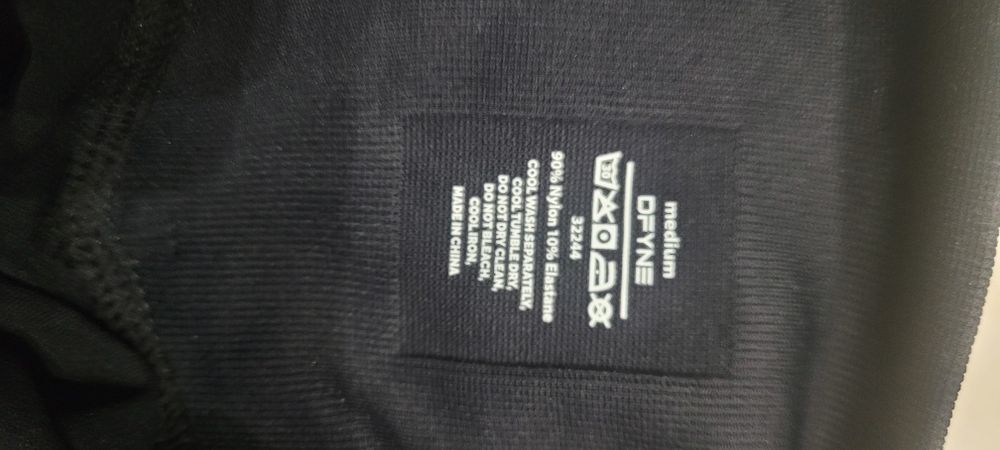 medium
DFYNE
30
32244
90% Nylon 10% Elastane
COOL WASH SEPARATELY,
COOL TUMBLE DRY,
DO NOT DRY CLEAN,
DO NOT BLEACH,
COOL IRON,
MADE IN CHINA